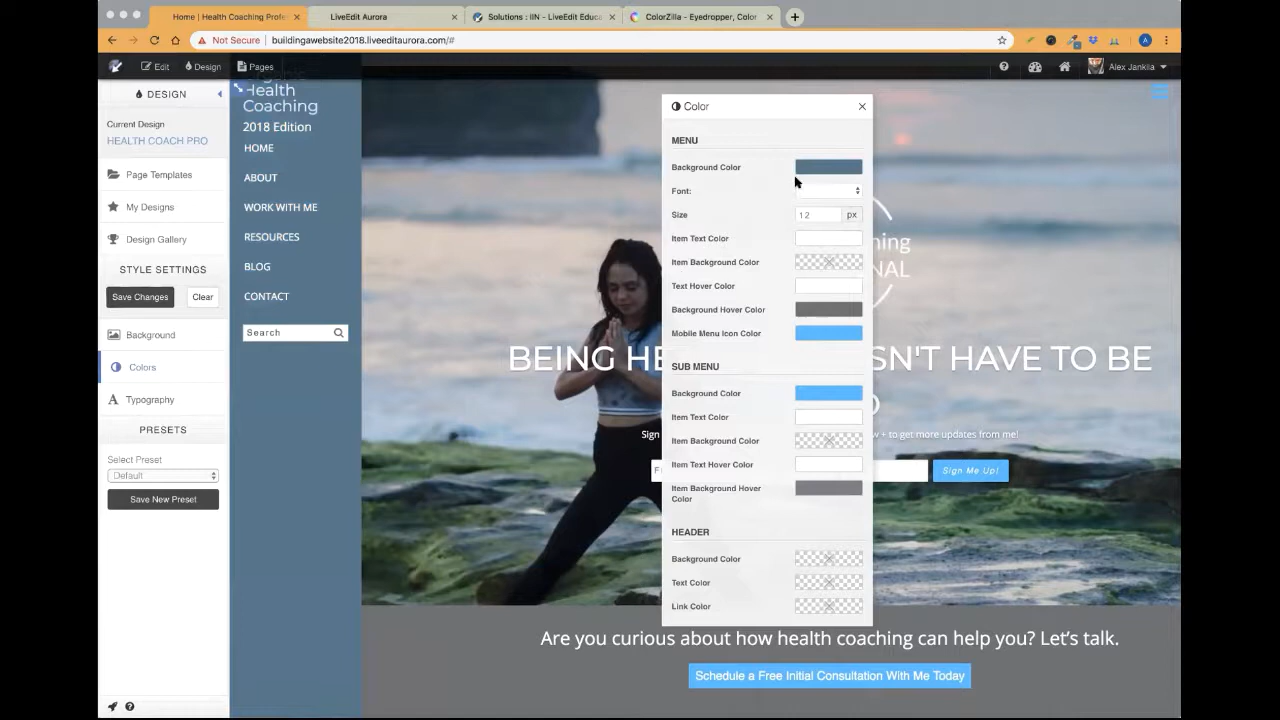 Home | Health Coaching Profes
LiveEdit Aurora
Solutions : IIN - LiveEdit Educa
ColorZilla - Eyedropper, Color
Not Secure
buildingawebsite2018.liveeditaurora.com/#
Edit
Design
Pages
Alex Jankila
DESIGN
Current Design
HEALTH COACH PRO
Page Templates
My Designs
Design Gallery
STYLE SETTINGS
Save Changes
Clear
Background
Colors
Typography
PRESETS
Select Preset
Default
Save New Preset
Health
Coaching
2018 Edition
HOME
ABOUT
WORK WITH ME
RESOURCES
BLOG
CONTACT
Search
Color
MENU
Background Color
Font:
Size
12
px
Item Text Color
Item Background Color
Text Hover Color
Background Hover Color
Mobile Menu Icon Color
SUB MENU
Background Color
Item Text Color
Item Background Color
Item Text Hover Color
Item Background Hover
Color
HEADER
Background Color
Text Color
Link Color
BEING HE
SN'T HAVE TO BE
Sign
w + to get more updates from me!
Sign Me Up!
Are you curious about how health coaching can help you? Let's talk.
Schedule a Free Initial Consultation With Me Today